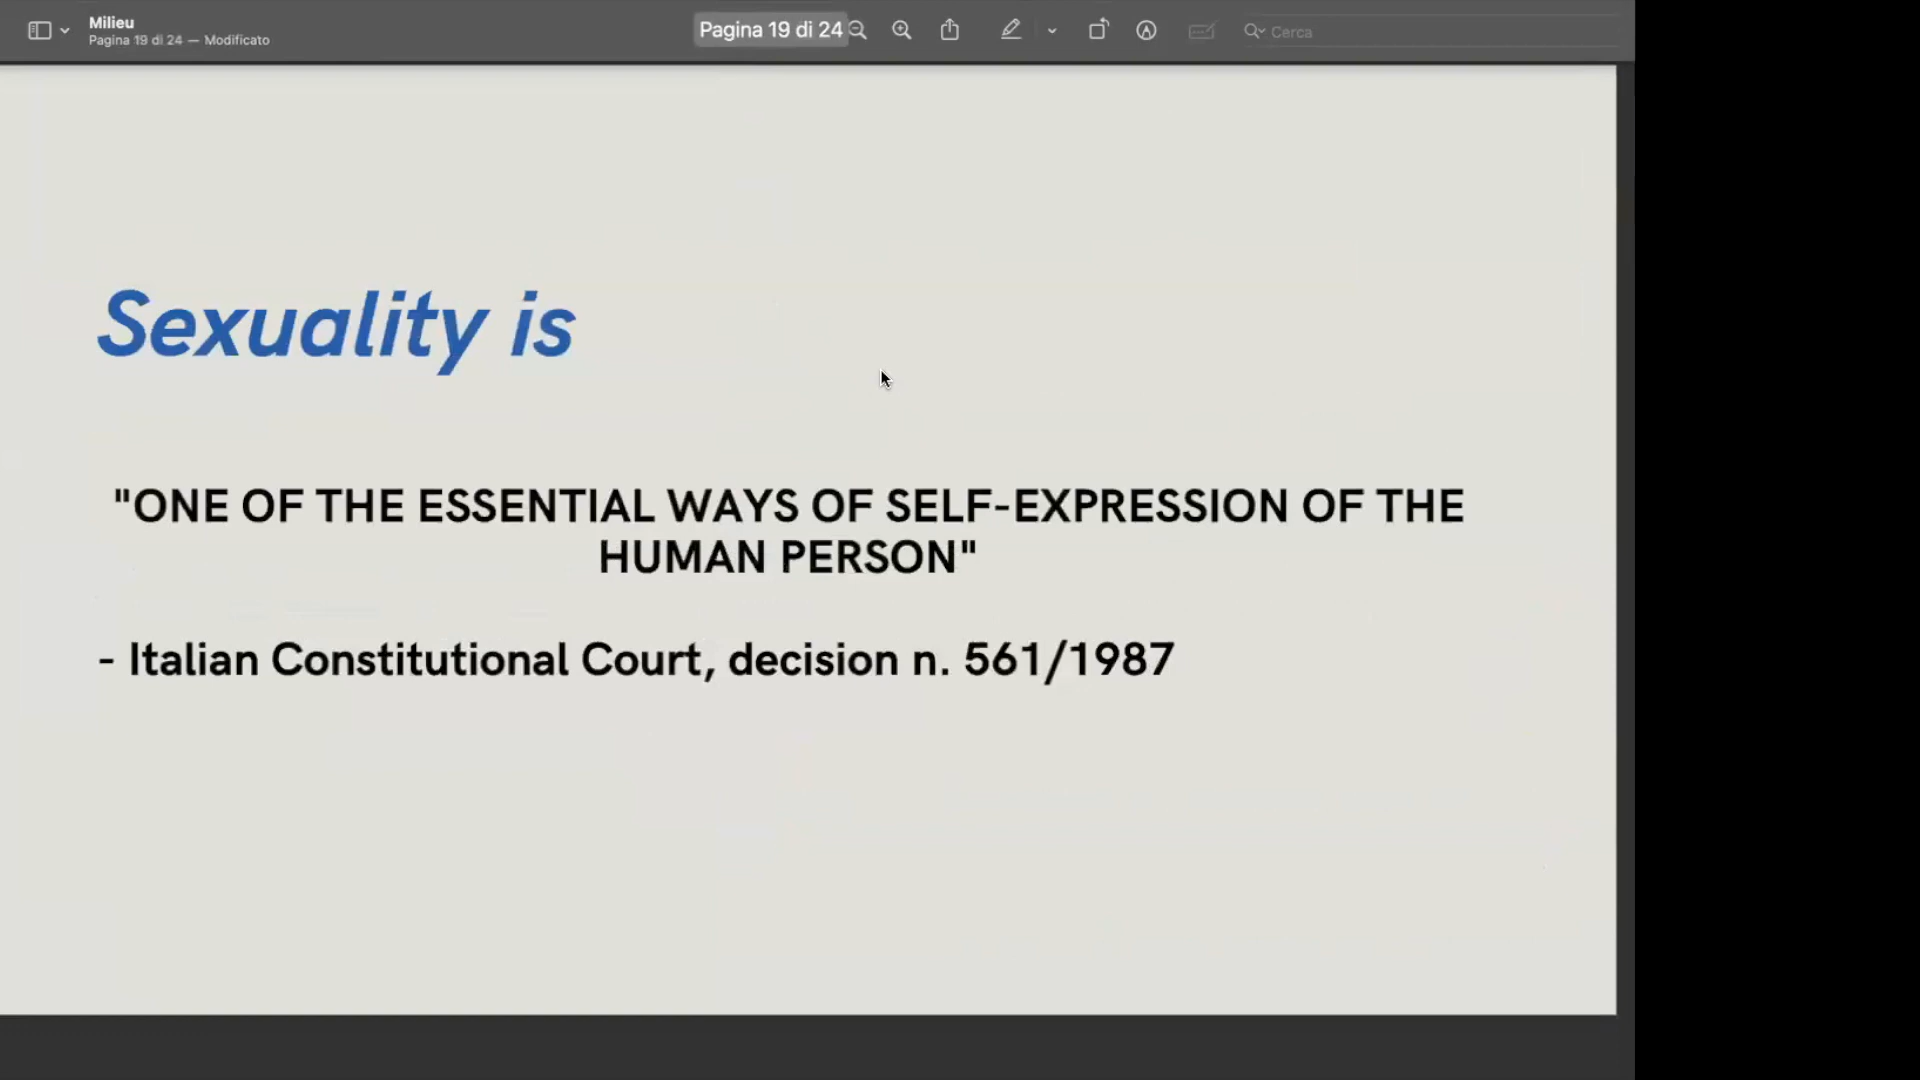 Milieu
Pagina 19 di 24 — Modificato
Pagina 19 di 24
Cerca
Sexuality is
"ONE OF THE ESSENTIAL WAYS OF SELF-EXPRESSION OF THE
HUMAN PERSON"
- Italian Constitutional Court, decision n. 561/1987